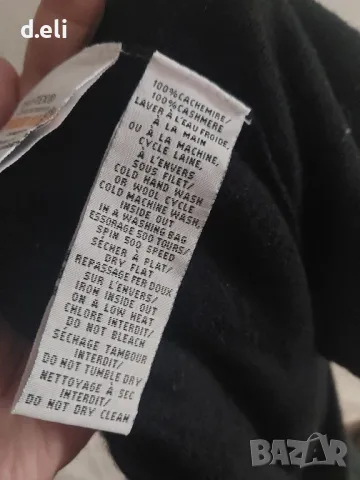 d.eli
100%CACHEMIRE/
100%CASHMERE
LAVER À L'EAU FROIDE,
À LA MAIN
OU À LA MACHINE,
CYCLE LAINE,
À L'ENVERS
SOUS FILET/
COLD HAND WASH
OR WOOL CYCLE
COLD MACHINE WASH,
INSIDE OUT
IN A WASHING BAG
ESSORAGE 500 TOURS/
SPIN 500 SPEED
SÉCHER À PLAT/
DRY FLAT
REPASSAGE FER DOUX
SUR L'ENVERS/
IRON INSIDE OUT
ON A LOW HEAT
CHLORE INTERDIT/
DO NOT BLEACH
SÉCHAGE TAMBOUR
INTERDIT/
DO NOT TUMBLE DRY
NETTOYAGE À SEC
INTERDIT/
DO NOT DRY CLEAN
BAZAR